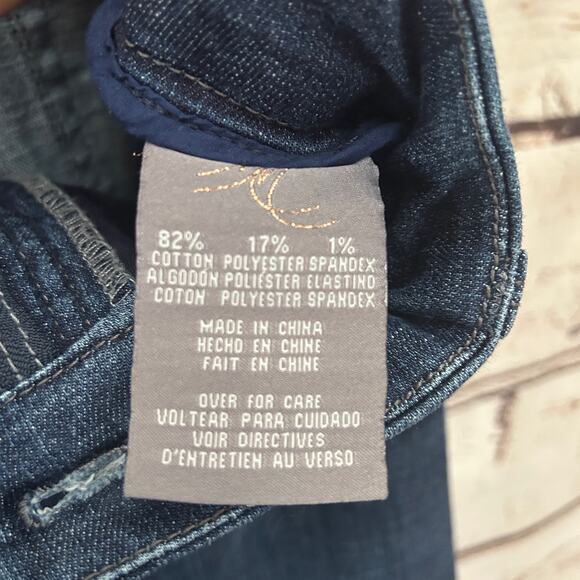 82% 17% 1%
COTTON POLYESTER SPANDEX
ALGODON POLIÉSTER ELASTINO
COTON POLYESTER SPANDEX
MADE IN CHINA
HECHO EN CHINE
FAIT EN CHINE
OVER FOR CARE
VOLTEAR PARA CUIDADO
VOIR DIRECTIVES
D'ENTRETIEN AU VERSO